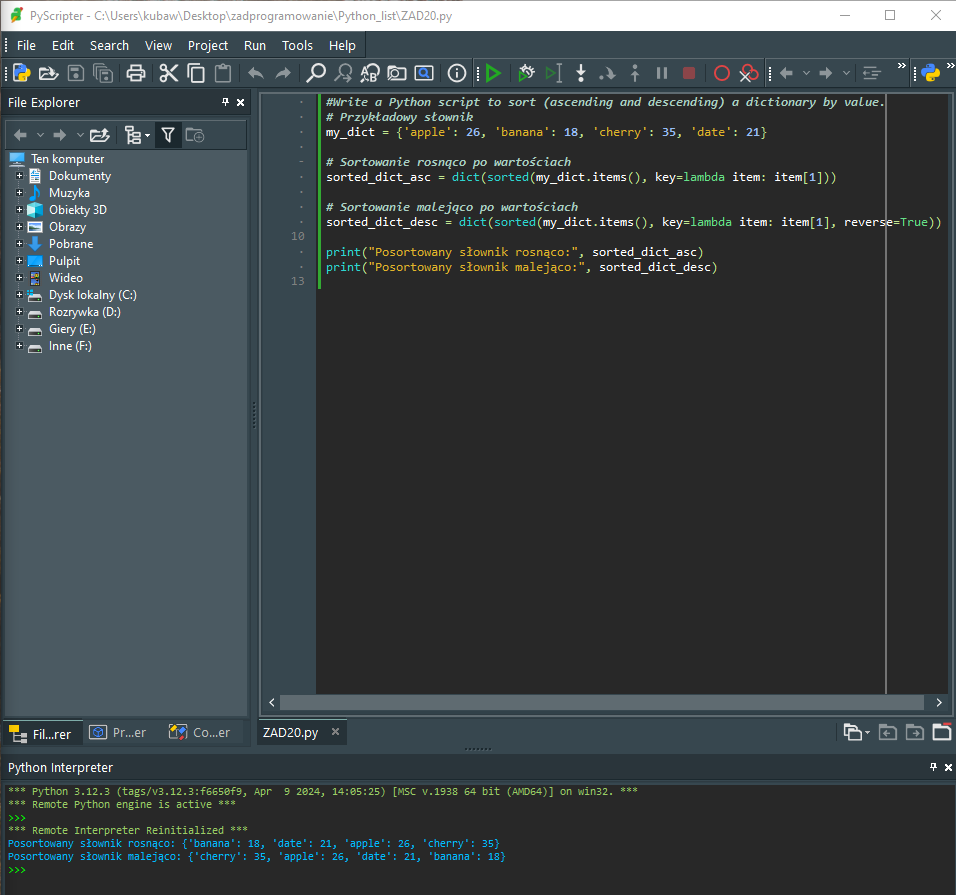 PyScripter - C:\Users\kubaw\Desktop\zadprogramowanie\Python_list\ZAD20.py
File Edit Search View Project Run Tools Help
File Explorer
Ten komputer
Dokumenty
Muzyka
Obiekty 3D
Obrazy
Pobrane
Pulpit
Wideo
Dysk lokalny (C:)
Rozrywka (D:)
Giery (E:)
Inne (F:)
Fil...rer Pr...er Co...er
#Write a Python script to sort (ascending and descending) a dictionary by value.
# Przykładowy słownik
my_dict = {'apple': 26, 'banana': 18, 'cherry': 35, 'date': 21}
# Sortowanie rosnąco po wartościach
sorted_dict_asc = dict(sorted(my_dict.items(), key=lambda item: item[1]))
# Sortowanie malejąco po wartościach
sorted_dict_desc = dict(sorted(my_dict.items(), key=lambda item: item[1], reverse=True))
10
print("Posortowany słownik rosnąco:", sorted_dict_asc)
print("Posortowany słownik malejąco:", sorted_dict_desc)
13
ZAD20.py
Python Interpreter
*** Python 3.12.3 (tags/v3.12.3:f6650f9, Apr  9 2024, 14:05:25) [MSC v.1938 64 bit (AMD64)] on win32. ***
*** Remote Python engine is active ***
>>>
*** Remote Interpreter Reinitialized ***
Posortowany słownik rosnąco: {'banana': 18, 'date': 21, 'apple': 26, 'cherry': 35}
Posortowany słownik malejąco: {'cherry': 35, 'apple': 26, 'date': 21, 'banana': 18}
>>>